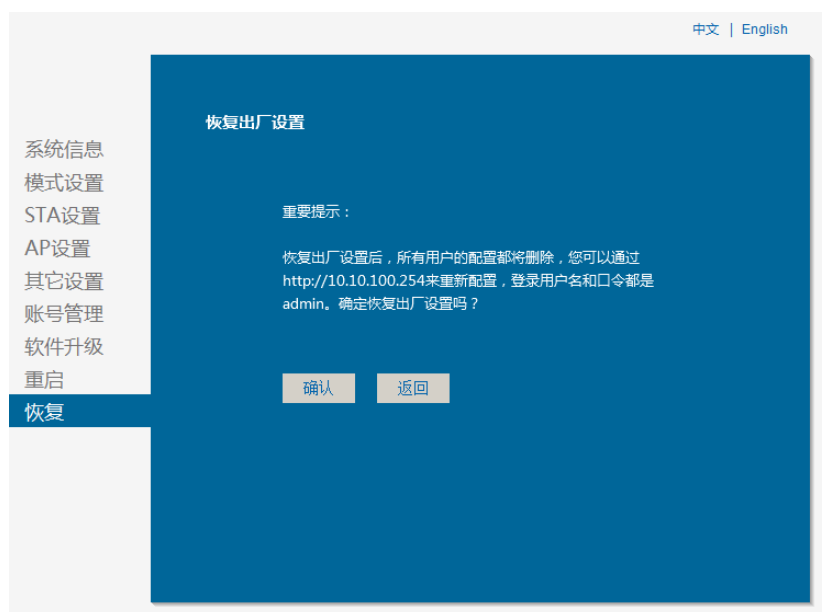 中文 | English
恢复出厂设置
系统信息
模式设置
STA设置
AP设置
其它设置
账号管理
软件升级
重启
恢复
重要提示：
恢复出厂设置后，所有用户的配置都将删除，您可以通过
http://10.10.100.254来重新配置，登录用户名和口令都是
admin。确定恢复出厂设置吗？
确认 返回